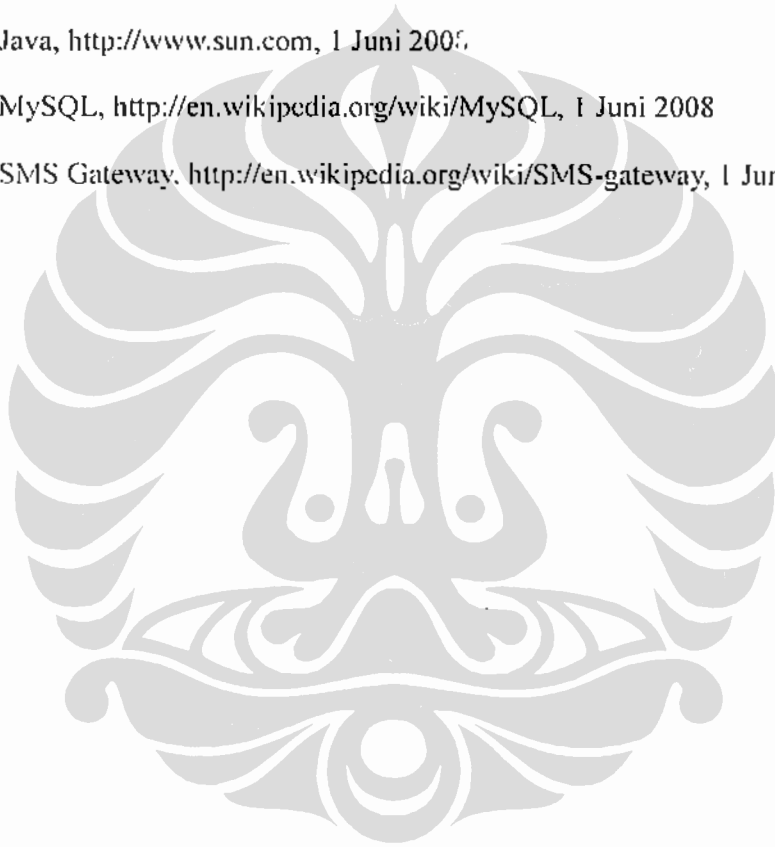 Java, http://www.sun.com, 1 Juni
MySQL, http://en.wikipedia.org/wiki/MySQL, 1 Juni 2008
SMS Gateway, http://en.wikipedia.org/wiki/SMS-gateway, 1